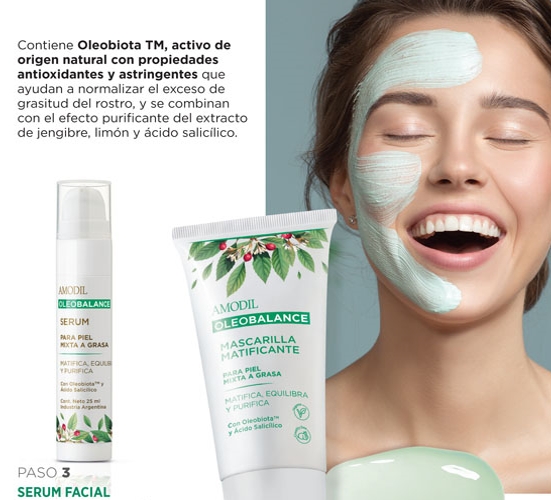 Contiene Oleobiota TM, activo de
origen natural con propiedades
antioxidantes y astringentes que
ayudan a normalizar el exceso de
grasitud del rostro, y se combinan
con el efecto purificante del extracto
de jengibre, limón y ácido salicílico.
AMODIL
OLEOBALANCE
SERUM
PARA PIEL
MIXTA A GRASA
MATIFICA, EQUILIB
Y PURIFICA
Con Oleobiota™ y
Ácido Salicílico
Cont. Neto 25 ml
Industria Argentina
AMODIL
OLEOBALANCE
MASCARILLA
MATIFICANTE
PARA PIEL
MIXTA A GRASA
MATIFICA, EQUILIBRA
Y PURIFICA
Con Oleobiota™
y Ácido Salicílico
PASO 3
SERUM FACIAL